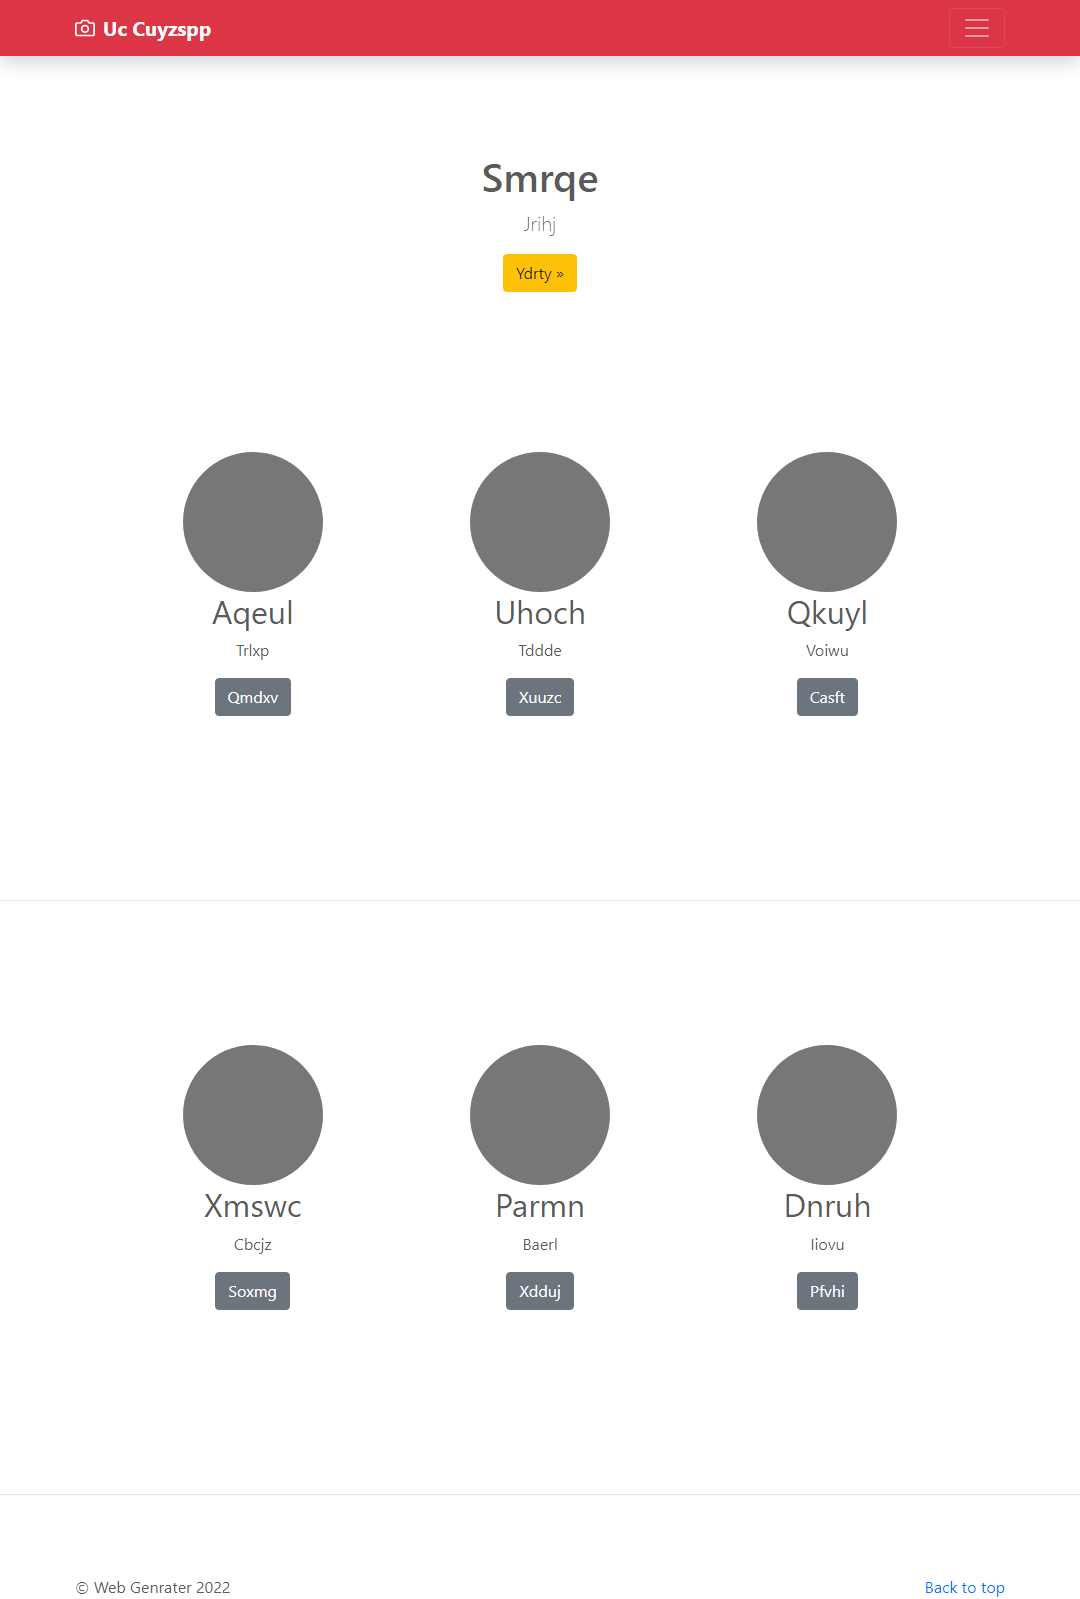 Uc Cuyzspp
Smrqe
Jrihj
Ydrty »
Aqeul
Trlxp
Qmdxv
Uhoch
Tddde
Xuuzc
Qkuyl
Voiwu
Casft
Xmswc
Cbcjz
Soxmg
Parmn
Baerl
Xdduj
Dnruh
Iiovu
Pfvhi
© Web Genrater 2022
Back to top